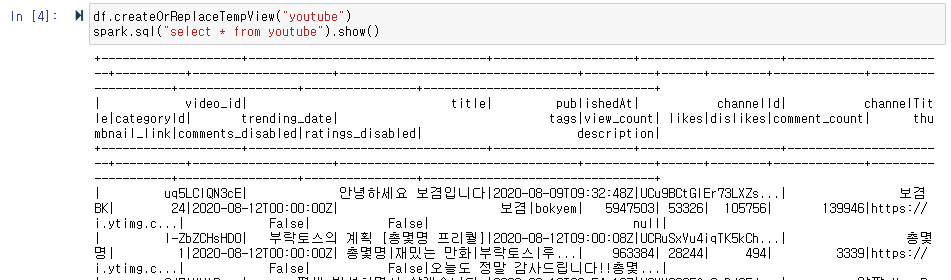 In [4]:
df.createOrReplaceTempView("youtube")
spark.sql("select * from youtube").show()
+--------------------+--------------------+--------------------+--------------------+---------------------
--+----------+--------------------+--------------------+----------+------+--------+-------------+---------
-----------+-----------------+----------------+--------------------+
| video_id| title| publishedAt| channelId| channelTit
le|categoryId| trending_date| tags|view_count| likes|dislikes|comment_count| thu
mbnail_link|comments_disabled|ratings_disabled| description|
+--------------------+--------------------+--------------------+--------------------+---------------------
--+----------+--------------------+--------------------+----------+------+--------+-------------+---------
-----------+-----------------+----------------+--------------------+
| uq5LClQN3cE| 안녕하세요 보겸입니다|2020-08-09T09:32:48Z|UCu9BCtGIEr73LXZs...| 보겸
BK| 24|2020-08-12T00:00:00Z| 보겸|bokyem| 5947503| 53326| 105756| 139946|https://
i.ytimg.c...| False| False| null|
| I-ZbZCHsHD0| 부락토스의 계획 [총몇명 프리퀄]|2020-08-12T09:00:08Z|UCRuSxVu4iqTK5kCh...| 총몇
명| 1|2020-08-12T00:00:00Z| 총몇명|재밌는 만화|부락토스|루...| 963384| 28244| 494| 3339|https://
i.ytimg.c...| False| False|오늘도 정말 감사드립니다!!총몇...|